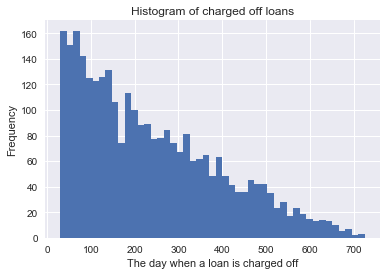 Histogram of charged off loans
160
140
120
100
80
60
40
20
0
Frequency
0 100 200 300 400 500 600 700
The day when a loan is charged off